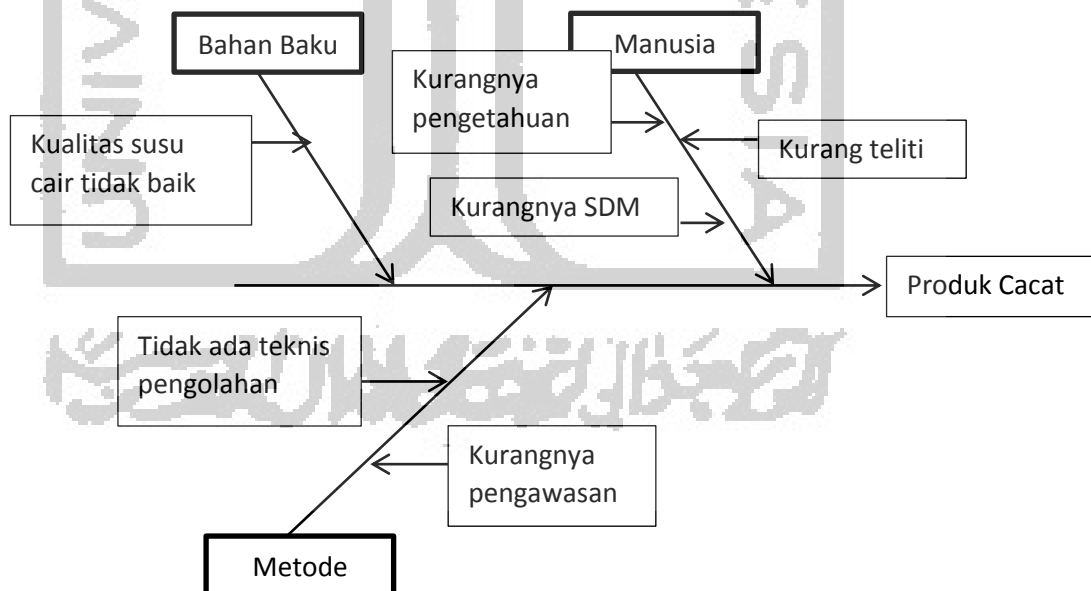 Bahan Baku
Manusia
Kurangnya
pengetahuan
Kualitas susu
cair tidak baik
Kurang teliti
Kurangnya SDM
Produk Cacat
Tidak ada teknis
pengolahan
Kurangnya
pengawasan
Metode